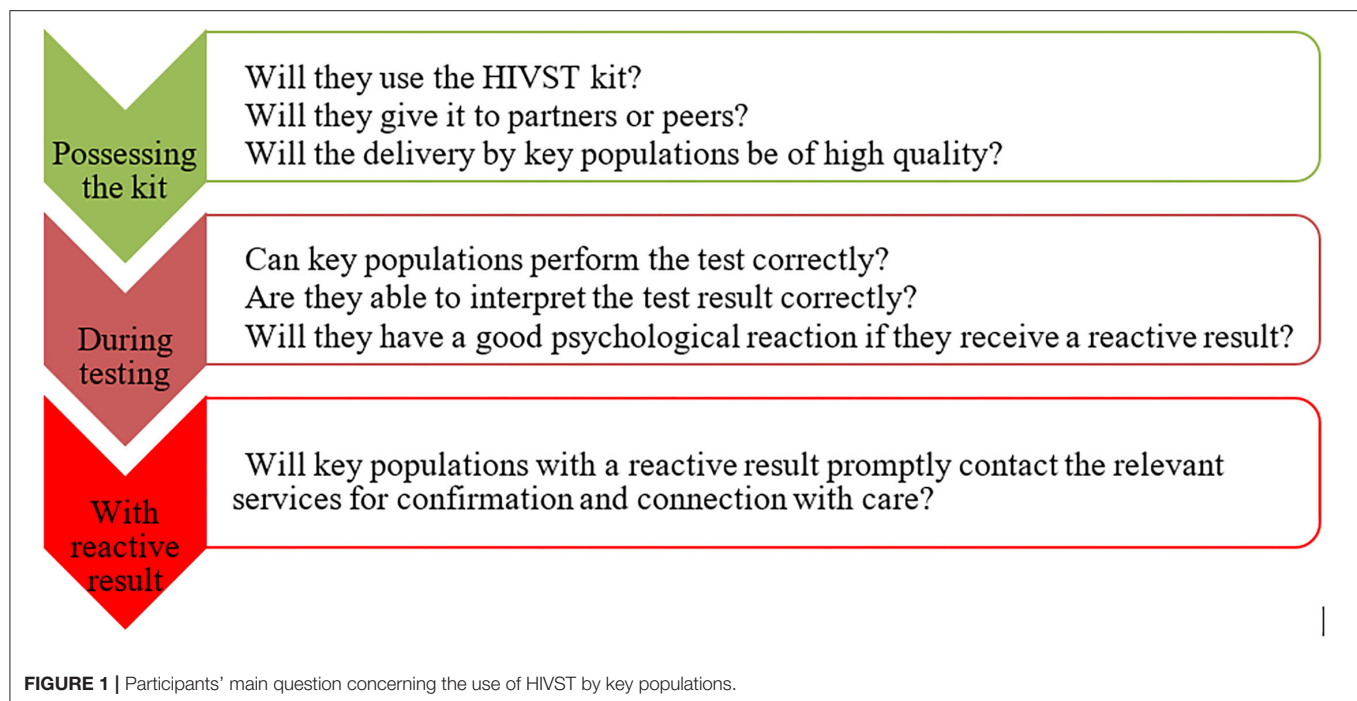 Possessing
the kit
Will they use the HIVST kit?
Will they give it to partners or peers?
Will the delivery by key populations be of high quality?
During
testing
Can key populations perform the test correctly?
Are they able to interpret the test result correctly?
Will they have a good psychological reaction if they receive a reactive result?
With
reactive
result
Will key populations with a reactive result promptly contact the relevant
services for confirmation and connection with care?
FIGURE 1 | Participants' main question concerning the use of HIVST by key populations.